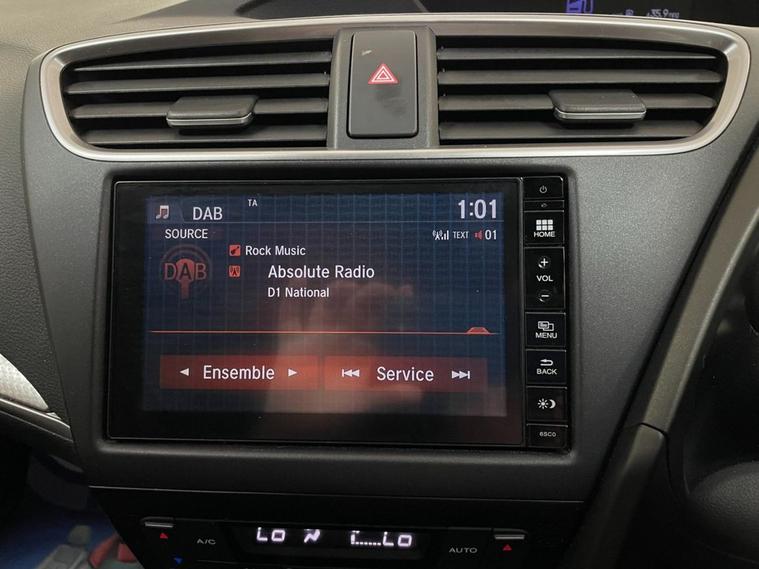 DAB
TA
1:01
SOURCE
TEXT 01
DAB
Rock Music
Absolute Radio
D1 National
Ensemble
Service
HOME
VOL
MENU
BACK
6SC0
A/C
LO
LO
AUTO